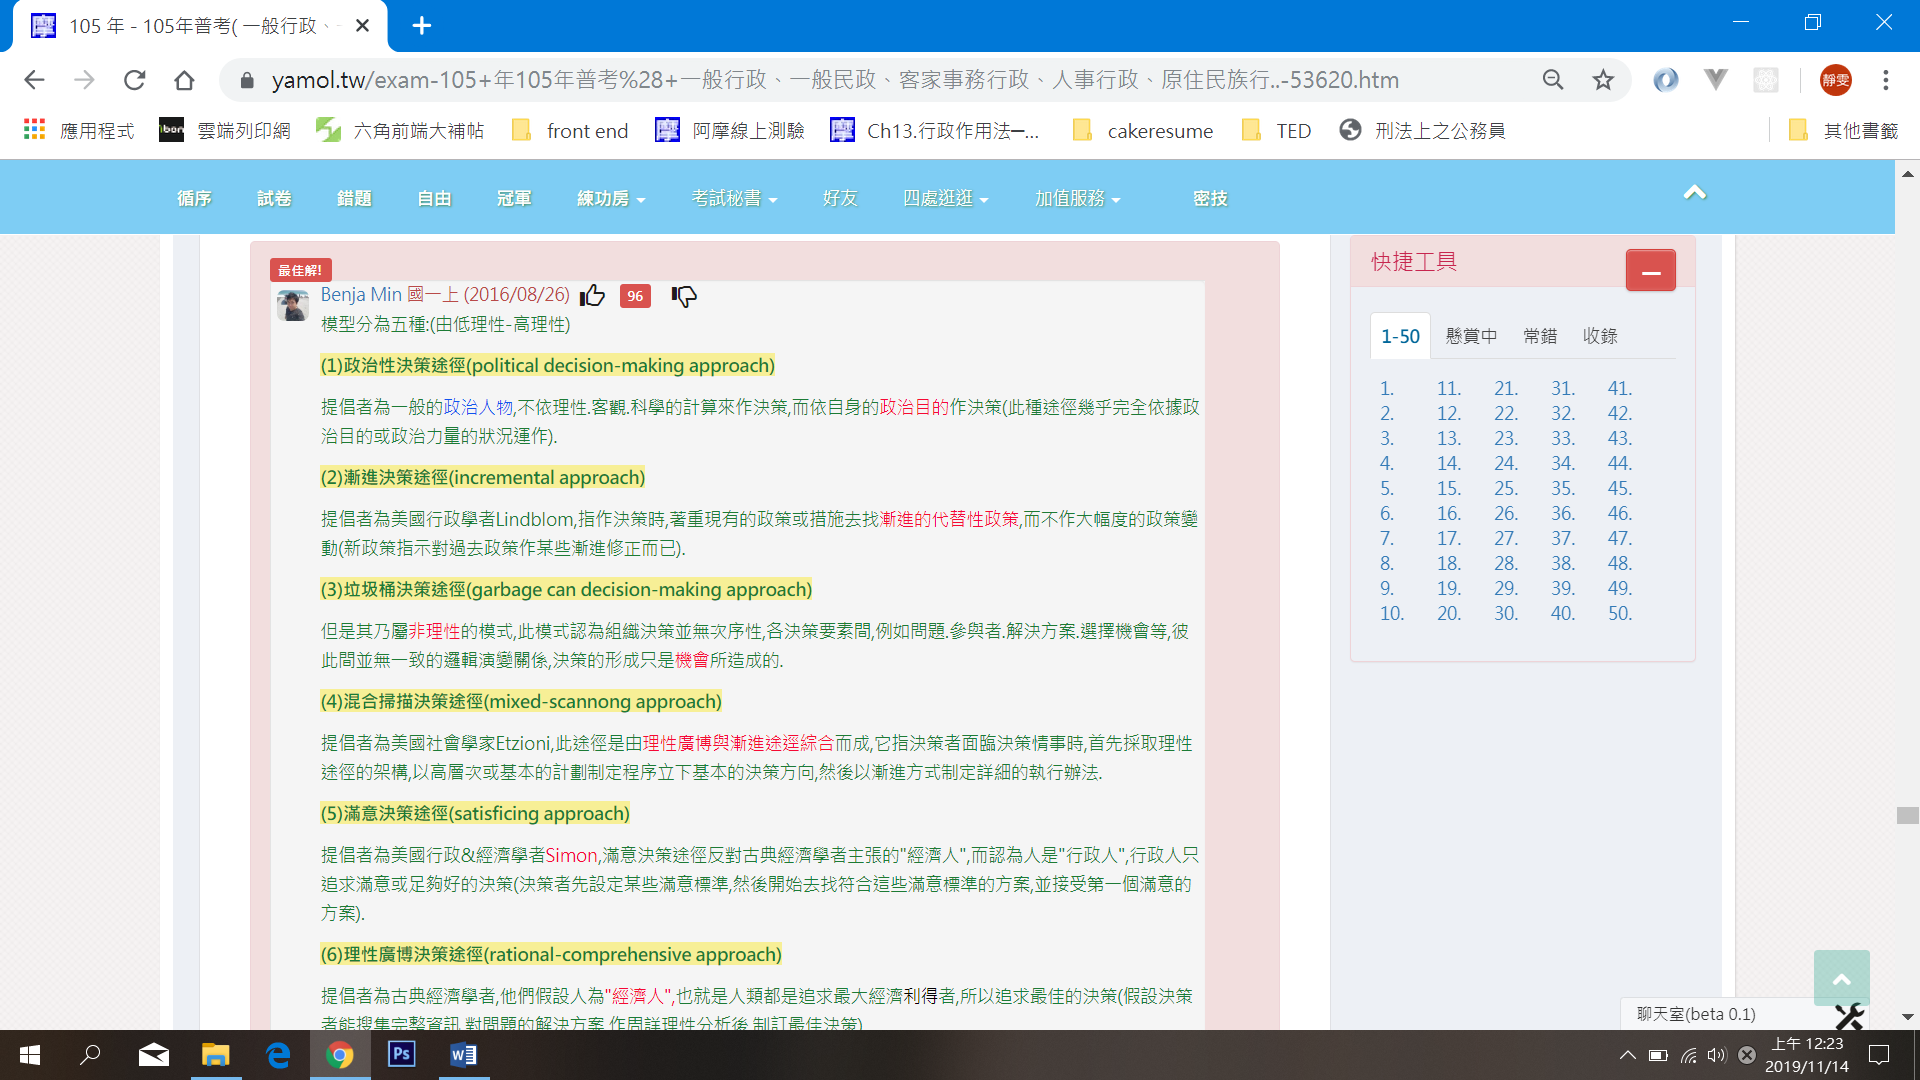 105 年 - 105年普考( 一般行政、
yamol.tw/exam-105+年105年普考%28+一般行政、一般民政、客家事務行政、人事行政、原住民族行..-53620.htm
靜雯
應用程式
ibon
雲端列印網
六角前端大補帖
front end
阿摩線上測驗
Ch13.行政作用法─...
cakeresume
TED
刑法上之公務員
其他書籤
循序 試卷 錯題 自由 冠軍 練功房 考試秘書 好友 四處逛逛 加值服務 密技
最佳解!
Benja Min 國一上 (2016/08/26) 96
模型分為五種:(由低理性-高理性)
(1)政治性決策途徑(political decision-making approach)
提倡者為一般的政治人物,不依理性.客觀.科學的計算來作決策,而依自身的政治目的作決策(此種途徑幾乎完全依據政
治目的或政治力量的狀況運作).
(2)漸進決策途徑(incremental approach)
提倡者為美國行政學者Lindblom,指作決策時,著重現有的政策或措施去找漸進的代替性政策,而不作大幅度的政策變
動(新政策指示對過去政策作某些漸進修正而已).
(3)垃圾桶決策途徑(garbage can decision-making approach)
但是其乃屬非理性的模式,此模式認為組織決策並無次序性,各決策要素間,例如問題.參與者.解決方案.選擇機會等,彼
此間並無一致的邏輯演變關係,決策的形成只是機會所造成的.
(4)混合掃描決策途徑(mixed-scannong approach)
提倡者為美國社會學家Etzioni,此途徑是由理性廣博與漸進途逕綜合而成,它指決策者面臨決策情事時,首先採取理性
途徑的架構,以高層次或基本的計劃制定程序立下基本的決策方向,然後以漸進方式制定詳細的執行辦法.
(5)滿意決策途徑(satisficing approach)
提倡者為美國行政&經濟學者Simon,滿意決策途徑反對古典經濟學者主張的"經濟人",而認為人是"行政人",行政人只
追求滿意或足夠好的決策(決策者先設定某些滿意標準,然後開始去找符合這些滿意標準的方案,並接受第一個滿意的
方案).
(6)理性廣博決策途徑(rational-comprehensive approach)
提倡者為古典經濟學者,他們假設人為"經濟人",也就是人類都是追求最大經濟利得者,所以追求最佳的決策(假設決策
者能搜集完整資訊,對問題的解決方案,作周詳理性分析後,制訂最佳決策)
快捷工具
1-50 懸賞中 常錯 收錄
1. 11. 21. 31. 41.
2. 12. 22. 32. 42.
3. 13. 23. 33. 43.
4. 14. 24. 34. 44.
5. 15. 25. 35. 45.
6. 16. 26. 36. 46.
7. 17. 27. 37. 47.
8. 18. 28. 38. 48.
9. 19. 29. 39. 49.
10. 20. 30. 40. 50.
聊天室(beta 0.1)
Ps
上午 12:23
2019/11/14